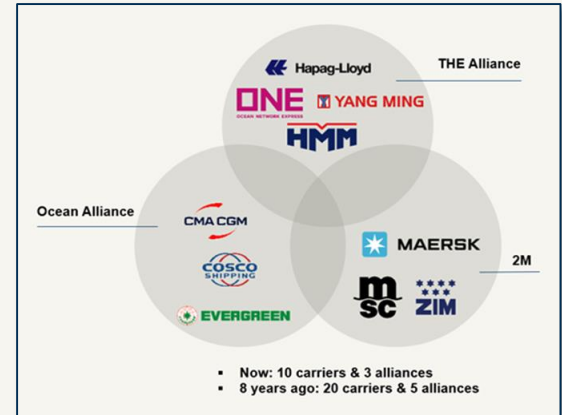 Hapag-Lloyd
THE Alliance
ONE
OCEAN NETWORK EXPRESS
YANG MING
HMM
Ocean Alliance
CMA CGM
COSCO
SHIPPING
EVERGREEN
MAERSK
2M
msc
ZIM
▪ Now: 10 carriers & 3 alliances
▪ 8 years ago: 20 carriers & 5 alliances